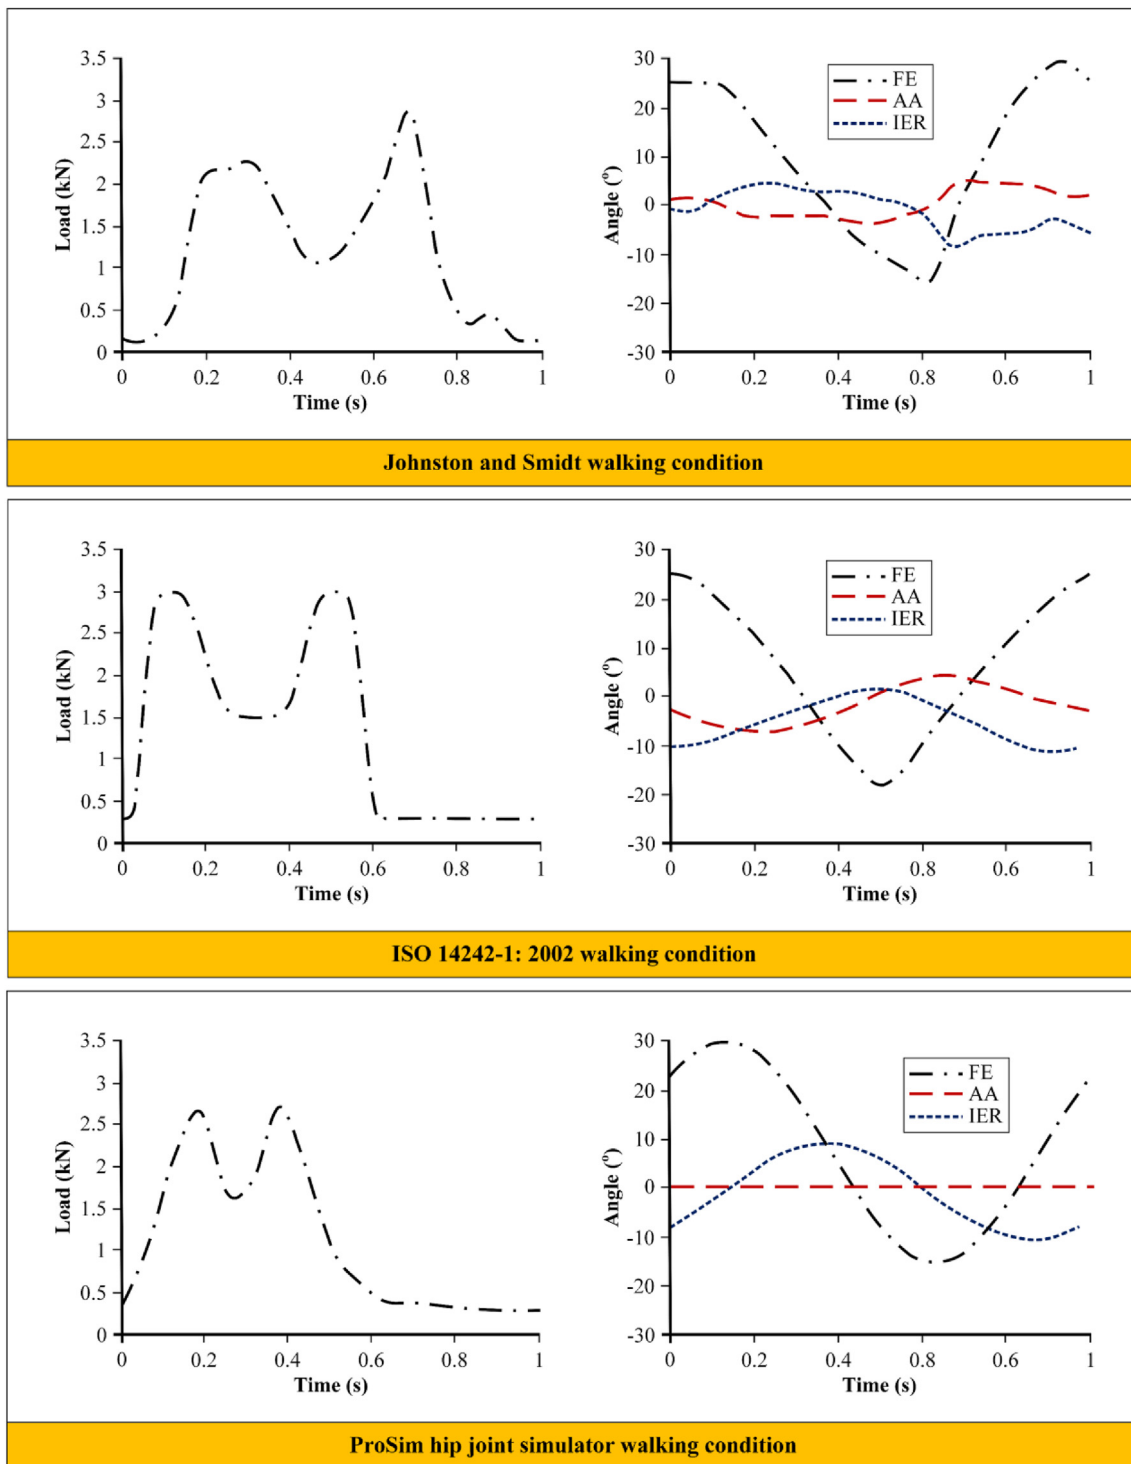 3.5
3
2.5
2
1.5
1
0.5
0
Load (kN)
0 0.2 0.4 0.6 0.8 1
Time (s)
30
20
10
0
-10
-20
-30
Angle (°)
FE
AA
IER
0 0.2 0.4 0.8 0.6 1
Time (s)
Johnston and Smidt walking condition
3.5
3
2.5
2
1.5
1
0.5
0
Load (kN)
0 0.2 0.4 0.6 0.8 1
Time (s)
30
20
10
0
-10
-20
-30
Angle (°)
FE
AA
IER
0 0.2 0.4 0.8 0.6 1
Time (s)
ISO 14242-1: 2002 walking condition
3.5
3
2.5
2
1.5
1
0.5
0
Load (kN)
0 0.2 0.4 0.6 0.8 1
Time (s)
30
20
10
0
-10
-20
-30
Angle (°)
FE
AA
IER
0 0.2 0.4 0.8 0.6 1
Time (s)
ProSim hip joint simulator walking condition